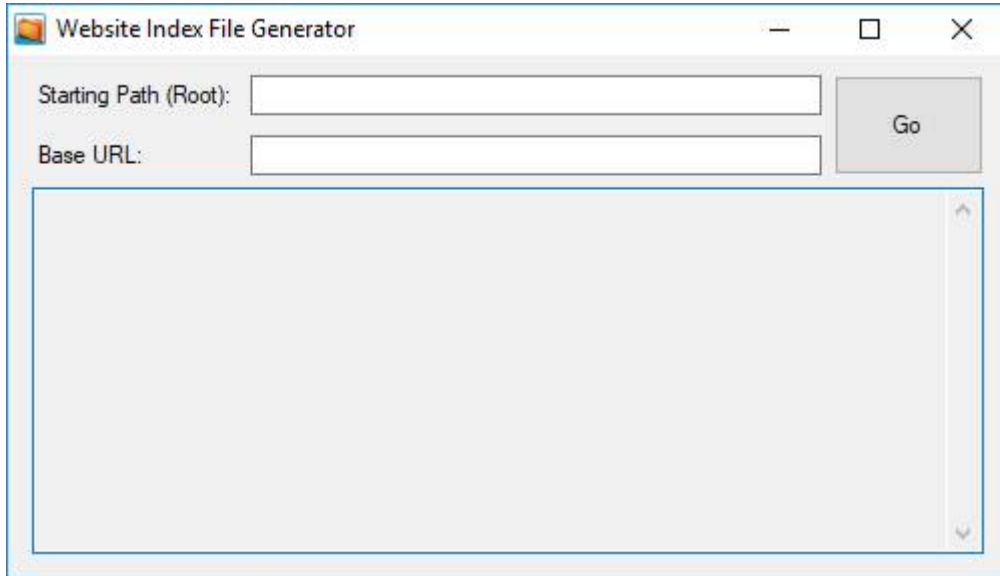 Website Index File Generator
Starting Path (Root):
Go
Base URL: